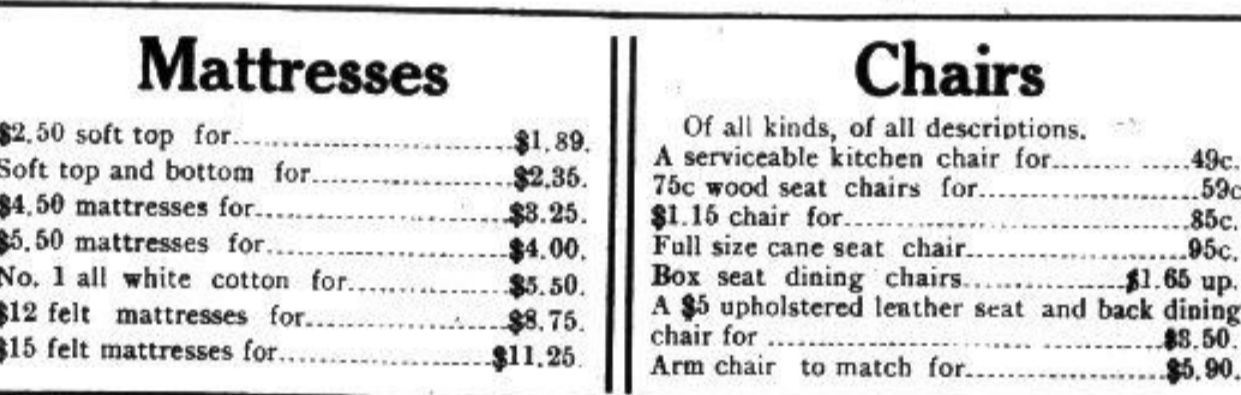 Mattresses
$2.50 soft top for....................$1.89.
Soft top and bottom for....................$2.35.
$4.50 mattresses for....................$3.25.
$5.50 mattresses for....................$4.00.
No. 1 all white cotton for....................$5.50.
$12 felt mattresses for....................$8.75.
$15 felt mattresses for....................$11.25.
Chairs
Of all kinds, of all descriptions.
A serviceable kitchen chair for....................49c.
75c wood seat chairs for....................59c
$1.15 chair for....................85c.
Full size cane seat chair....................95c.
Box seat dining chairs....................$1.65 up.
A $5 upholstered leather seat and back dining
chair for ....................$3.50.
Arm chair to match for....................$5.90.